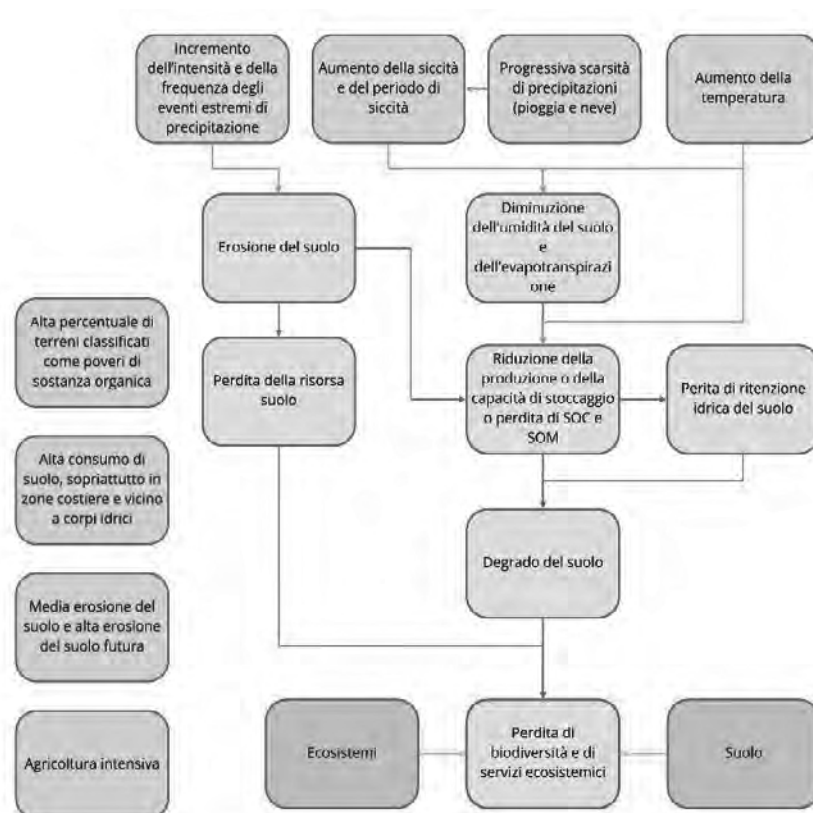 Incremento
dell'intensità e della
frequenza degli
eventi estremi di
precipitazione
Aumento della siccità
e del periodo di
siccità
Progressiva scarsità
di precipitazioni
(pioggia e neve)
Aumento della
temperatura
Erosione del suolo
Diminuzione
dell'umidità del suolo
e
dell'evapotranspirazi
one
Alta percentuale di
terreni classificati
come poveri di
sostanza organica
Perdita della risorsa
suolo
Riduzione della
produzione o della
capacità di stoccaggio
o perdita di SOC e
SOM
Perita di ritenzione
idrica del suolo
Alta consumo di
suolo, sopriattutto in
zone costiere e vicino
a corpi idrici
Degrado del suolo
Media erosione del
suolo e alta erosione
del suolo futura
Agricoltura intensiva
Ecosistemi
Perdita di
biodiversità e di
servizi ecosistemici
Suolo